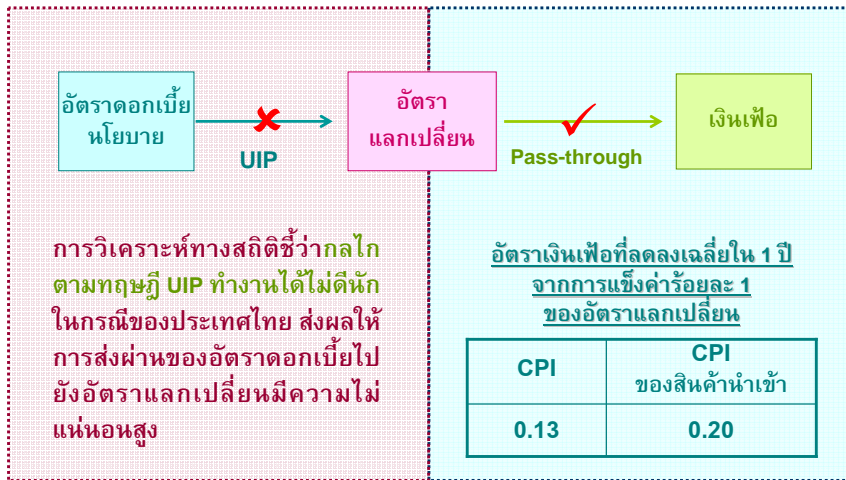 อัตราดอกเบี้ย
นโยบาย
UIP
อัตรา
แลกเปลี่ยน
Pass-through
เงินเฟ้อ
การวิเคราะห์ทางสถิติชี้ว่ากลไก
ตามทฤษฎี UIP ทำงานได้ไม่ดีนัก
ในกรณีของประเทศไทย ส่งผลให้
การส่งผ่านของอัตราดอกเบี้ยไป
ยังอัตราแลกเปลี่ยนมีความไม่
แน่นอนสูง
อัตราเงินเฟ้อที่ลดลงเฉลี่ยใน 1 ปี
จากการแข็งค่าร้อยละ 1
ของอัตราแลกเปลี่ยน
CPI
CPI
ของสินค้านำเข้า
0.13
0.20